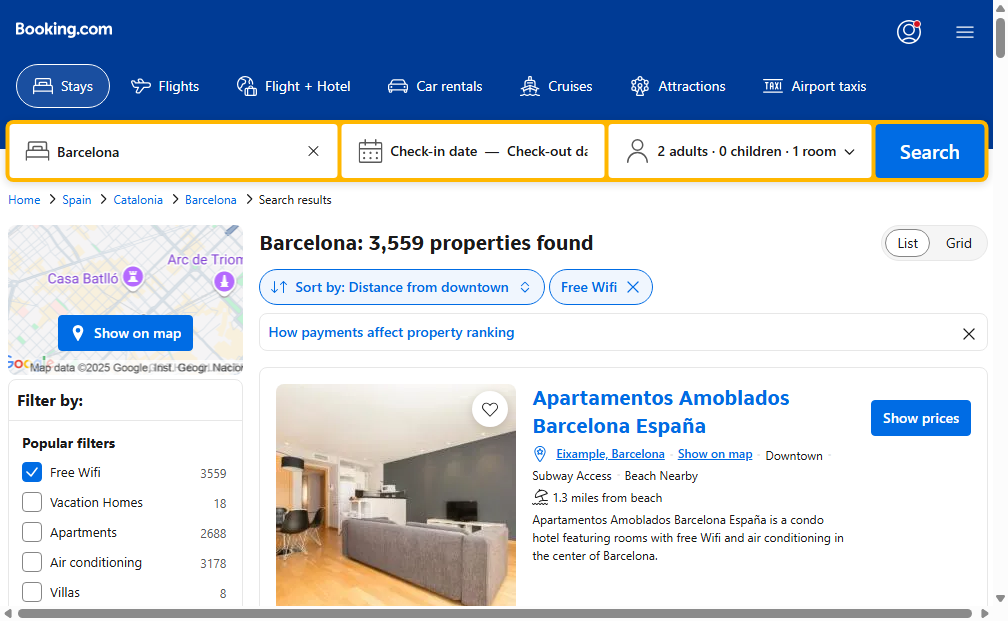 Booking.com
Stays
Flights
Flight + Hotel
Car rentals
Cruises
Attractions
TAXI
Airport taxis
Barcelona
Check-in date — Check-out da
2 adults · 0 children · 1 room
Search
Home
Spain
Catalonia
Barcelona
Search results
Casa Batlló
Arc de Triom
Show on map
Map data ©2025 Google, Inst. Geogr. Nacior
Filter by:
Popular filters
Free Wifi 3559
Vacation Homes 18
Apartments 2688
Air conditioning 3178
Villas 8
Barcelona: 3,559 properties found
List
Grid
Sort by: Distance from downtown
Free Wifi
How payments affect property ranking
Apartamentos Amoblados
Barcelona España
Show prices
Eixample, Barcelona · Show on map · Downtown ·
Subway Access · Beach Nearby
1.3 miles from beach
Apartamentos Amoblados Barcelona España is a condo
hotel featuring rooms with free Wifi and air conditioning in
the center of Barcelona.